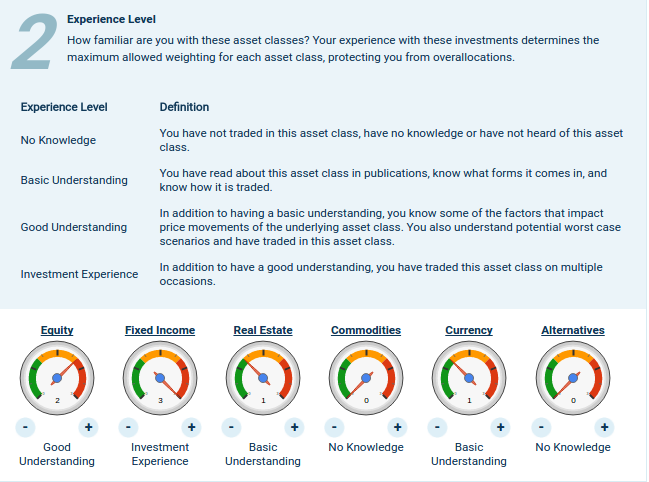 2
Experience Level
How familiar are you with these asset classes? Your experience with these investments determines the
maximum allowed weighting for each asset class, protecting you from overallocations.
Experience Level Definition
No Knowledge
You have not traded in this asset class, have no knowledge or have not heard of this asset
class.
Basic Understanding
You have read about this asset class in publications, know what forms it comes in, and
know how it is traded.
Good Understanding
In addition to having a basic understanding, you know some of the factors that impact
price movements of the underlying asset class. You also understand potential worst case
scenarios and have traded in this asset class.
Investment Experience
In addition to have a good understanding, you have traded this asset class on multiple
occasions.
Equity Fixed Income Real Estate Commodities Currency Alternatives
2 3 1 0 1 0
- + - + - + - + - + - +
Good Understanding
Investment Experience
Basic Understanding
No Knowledge
Basic Understanding
No Knowledge